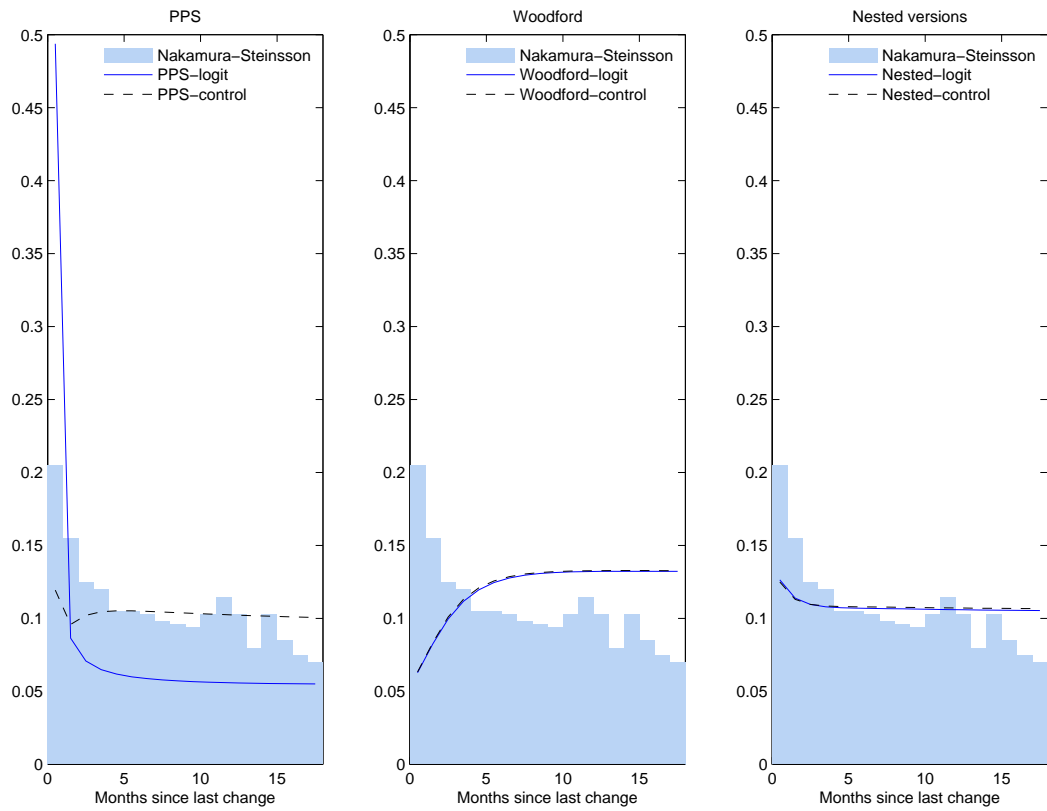 PPS
Woodford
Nested versions
0.5
0.45
0.4
0.35
0.3
0.25
0.2
0.15
0.1
0.05
0
Nakamura−Steinsson
PPS−logit
PPS−control
0 5 10 15
Months since last change
0.5
0.45
0.4
0.35
0.3
0.25
0.2
0.15
0.1
0.05
0
Nakamura−Steinsson
Woodford−logit
Woodford−control
0 5 10 15
Months since last change
0.5
0.45
0.4
0.35
0.3
0.25
0.2
0.15
0.1
0.05
0
Nakamura−Steinsson
Nested−logit
Nested−control
0 5 10 15
Months since last change